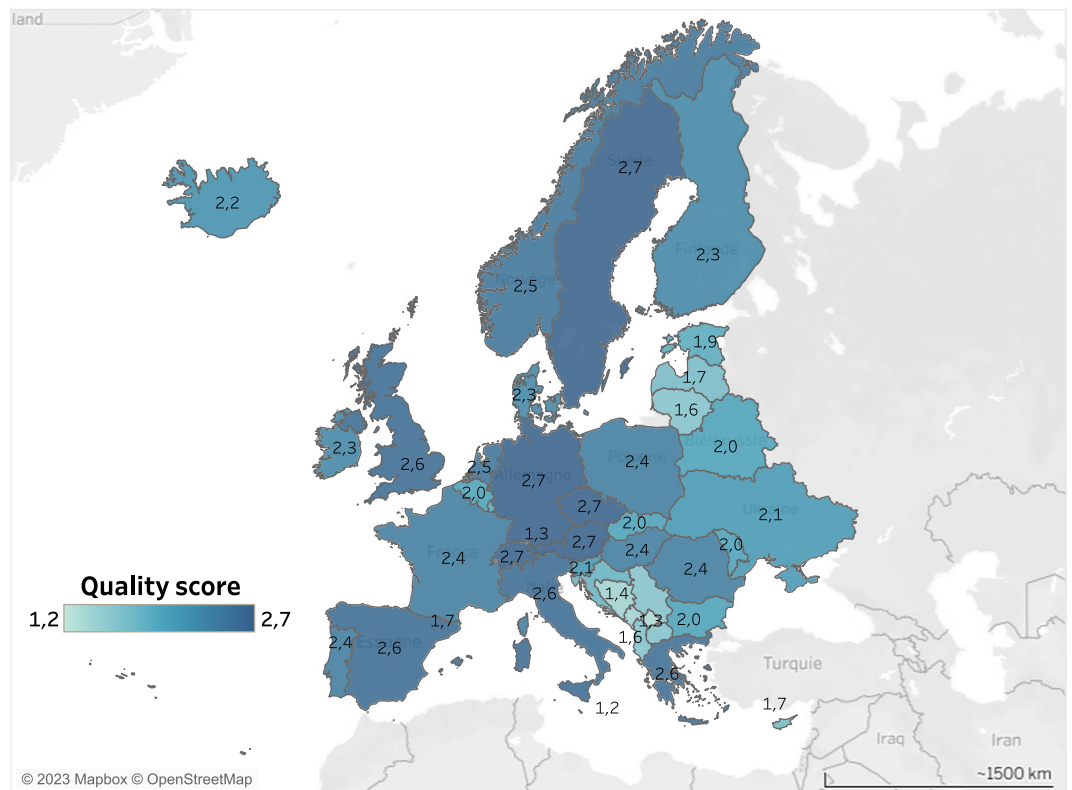 land
2,2
Suède
2,7
Finlande
2,3
Norvège
2,5
1,9
1,7
1,6
2,3
Biélorussie
2,0
2,3
2,6
2,5
2,0
Allemagne
2,7
Pologne
2,4
Ukraine
2,1
2,7
2,0
1,3
2,7
2,7
2,4
2,0
France
2,4
2,1
2,4
Italie
2,6
1,4
1,3
2,0
1,6
1,7
2,4
Espagne
2,6
2,6
1,2
Turquie
1,7
Iraq
Iran
Quality score
1,2
2,7
© 2023 Mapbox © OpenStreetMap
~1500 km